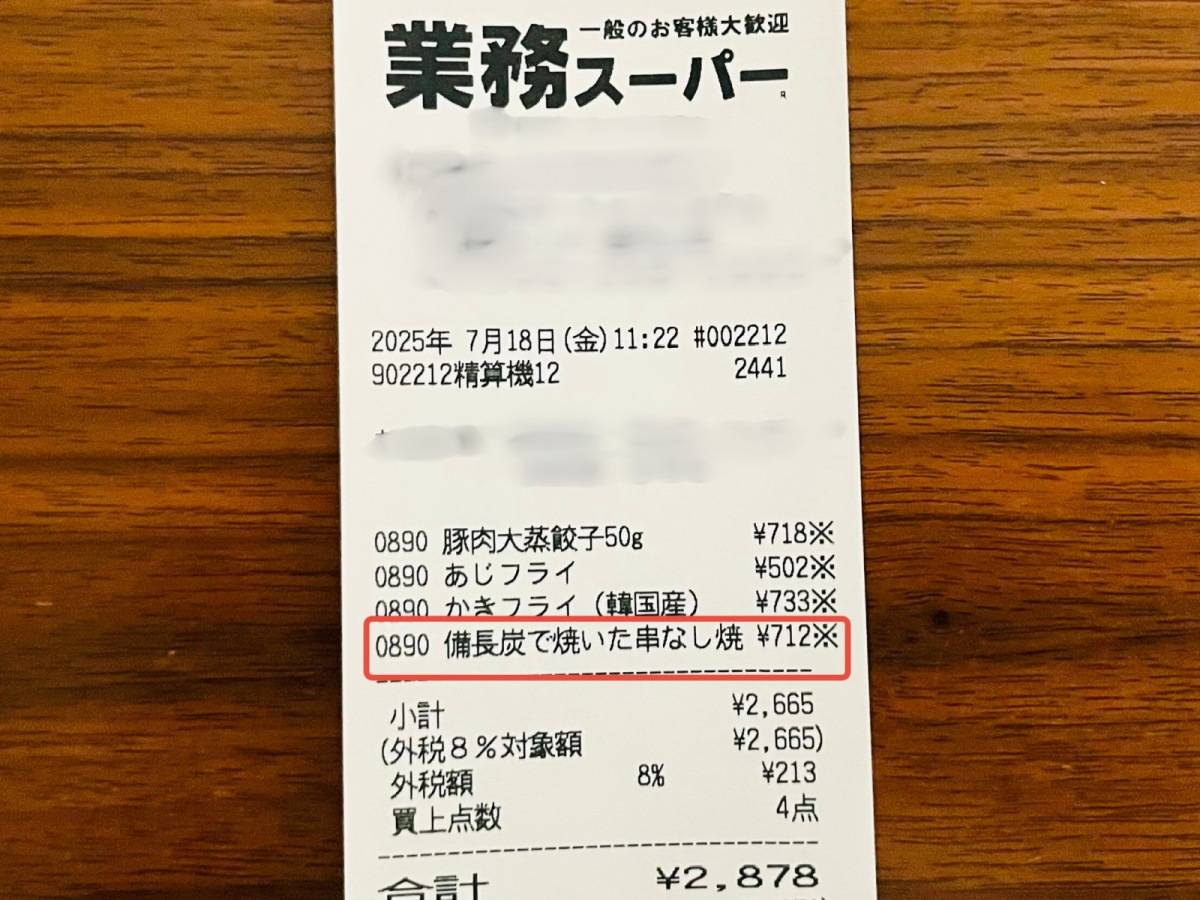 一般のお客様大歓迎
業務スーパー
2025年 7月18日(金)11:22 #002212
902212精算機12 2441
0890 豚肉大蒸餃子50g ¥718※
0890 あじフライ ¥502※
0890 かきフライ(韓国産) ¥733※
0890 備長炭で焼いた串なし焼 ¥712※
小計 ¥2,665
(外税8%対象額 ¥2,665)
外税額 8% ¥213
買上点数 4点
合計 ¥2,878